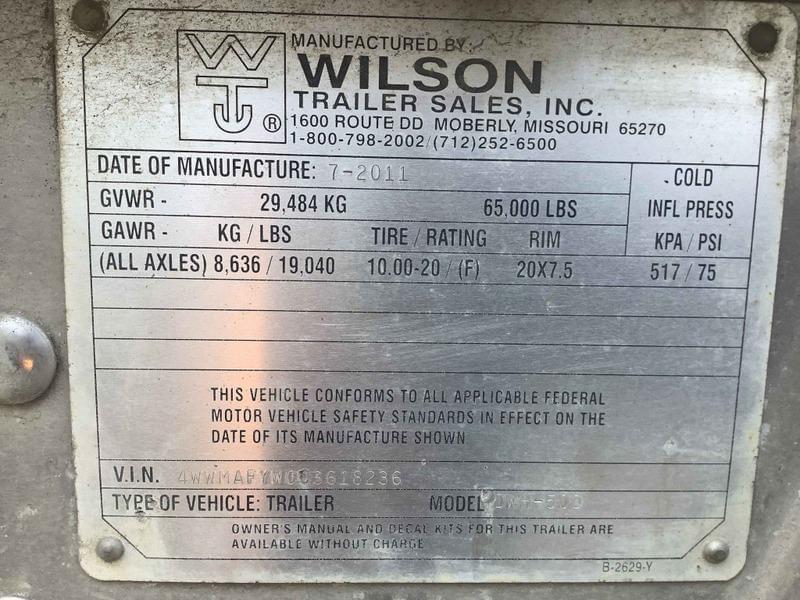 WT ®
MANUFACTURED BY:
WILSON
TRAILER SALES, INC.
1600 ROUTE DD MOBERLY, MISSOURI 65270
1-800-798-2002/(712)252-6500
DATE OF MANUFACTURE: 7-2011
COLD
GVWR - 29,484 KG 65,000 LBS INFL PRESS
GAWR - KG / LBS TIRE / RATING RIM KPA / PSI
(ALL AXLES) 8,636 / 19,040 10.00-20 / (F) 20X7.5 517 / 75
THIS VEHICLE CONFORMS TO ALL APPLICABLE FEDERAL
MOTOR VEHICLE SAFETY STANDARDS IN EFFECT ON THE
DATE OF ITS MANUFACTURE SHOWN
V.I.N.
TYPE OF VEHICLE: TRAILER MODEL DWH-500
OWNER'S MANUAL AND DECAL KITS FOR THIS TRAILER ARE
AVAILABLE WITHOUT CHARGE
B-2629-Y